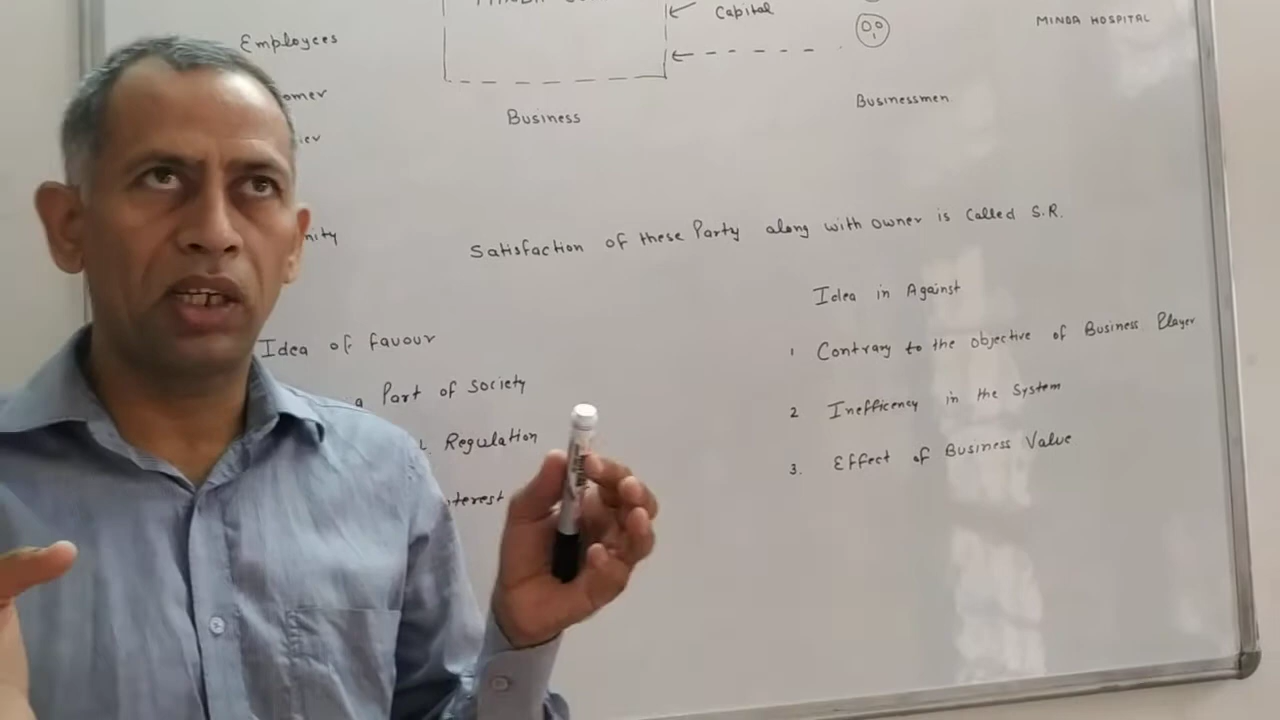 Capital
MINDA HOSPITAL
Employees
Business
Businessmen
Satisfaction of these Party along with owner is Called S.R.
Idea of favour
a Part of Society
Regulation
Idea in Against
1 Contrary to the objective of Business Player
2 Inefficency in the System
3. Effect of Business Value